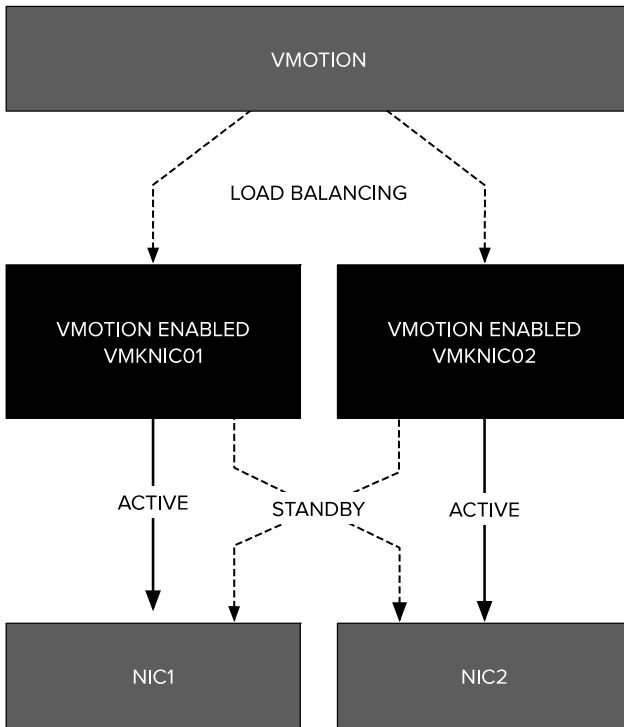 VMOTION
LOAD BALANCING
VMOTION ENABLED
VMKNIC01
VMOTION ENABLED
VMKNIC02
ACTIVE
STANDBY
ACTIVE
NIC1
NIC2